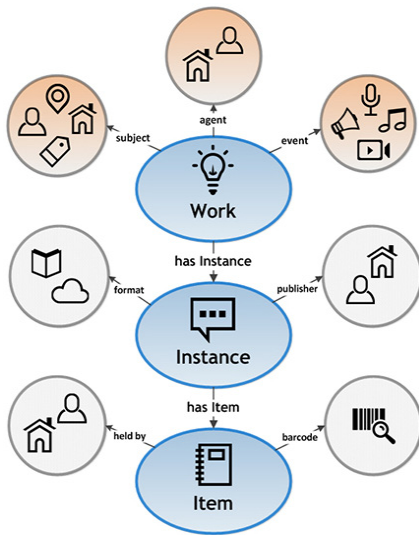 agent
subject
event
Work
has Instance
format
publisher
Instance
has Item
held by
barcode
Item